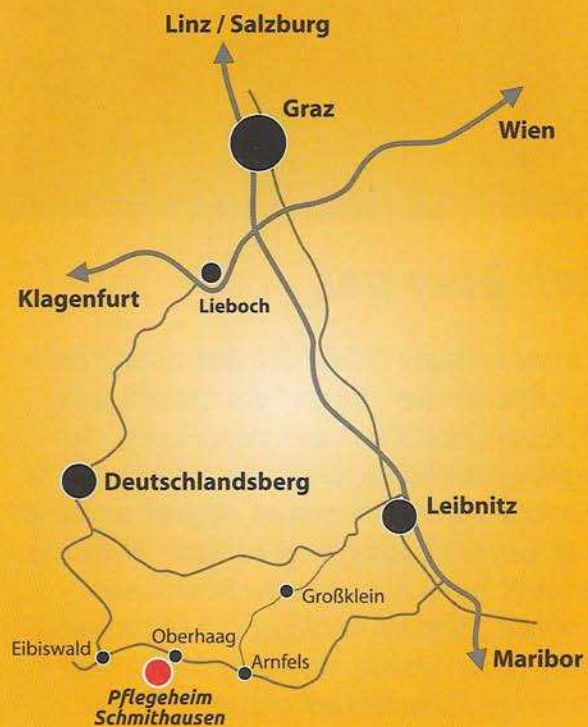 Linz / Salzburg
Graz
Wien
Klagenfurt
Lieboch
Deutschlandsberg
Leibnitz
Großklein
Eibiswald
Oberhaag
Arnfels
Maribor
Pflegeheim
Schmithausen